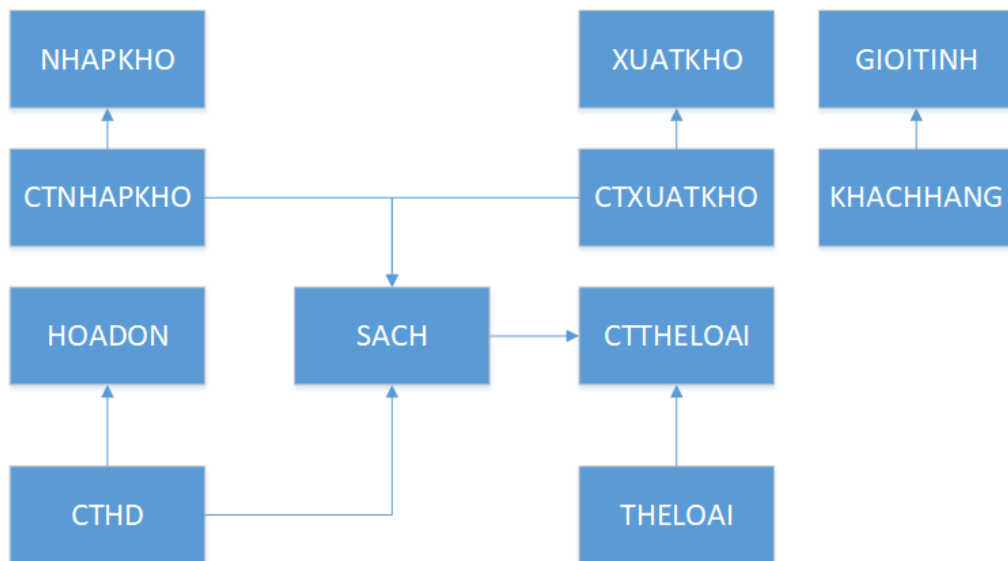 NHAPKHO
XUATKHO
GIOITINH
CTNHAPKHO
CTXUATKHO
KHACHHANG
HOADON
SACH
CTTHELOAI
CTHD
THELOAI